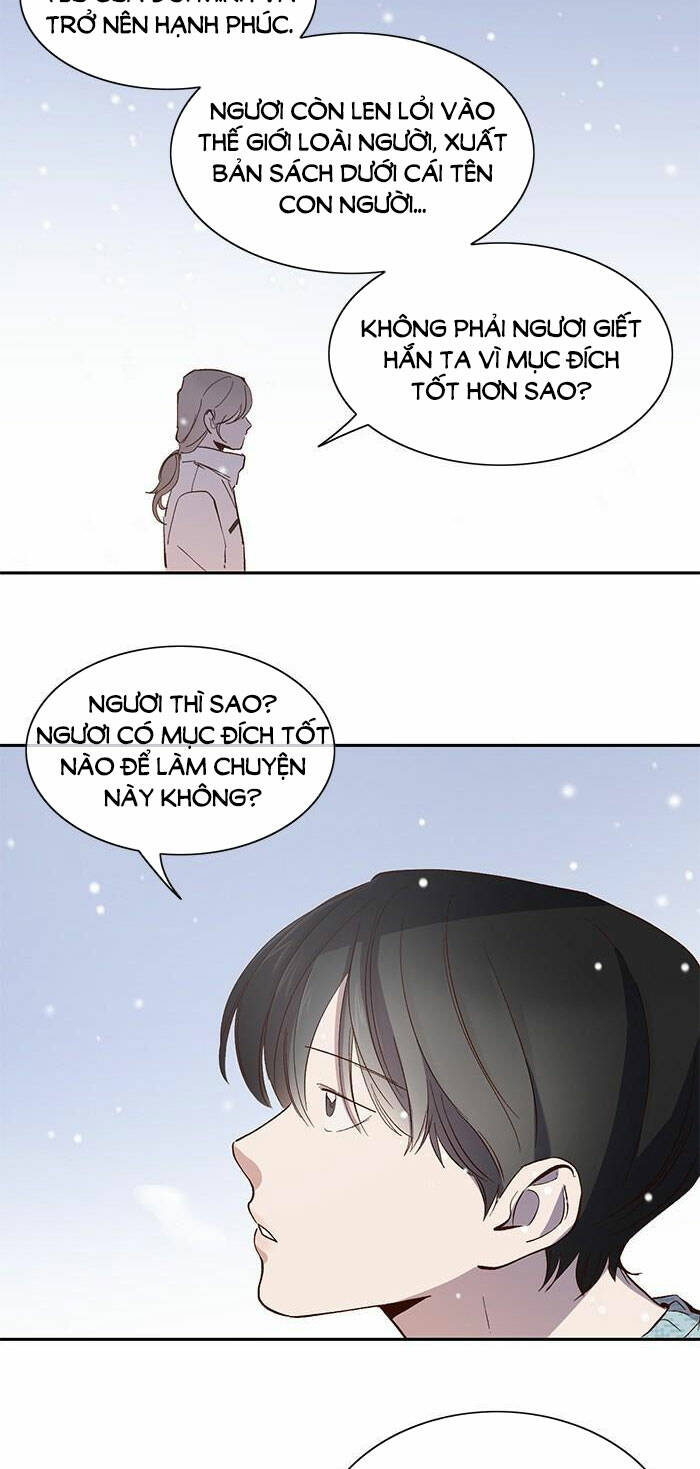 TRỞ NÊN HẠNH PHÚC.
NGƯƠI CÒN LEN LỎI VÀO
THẾ GIỚI LOÀI NGƯỜI, XUẤT
BẢN SÁCH DƯỚI CÁI TÊN
CON NGƯỜI...
KHÔNG PHẢI NGƯƠI GIẾT
HẮN TA VÌ MỤC ĐÍCH
TỐT HƠN SAO?
NGƯƠI THÌ SAO?
NGƯƠI CÓ MỤC ĐÍCH TỐT
NÀO ĐỂ LÀM CHUYỆN
NÀY KHÔNG?